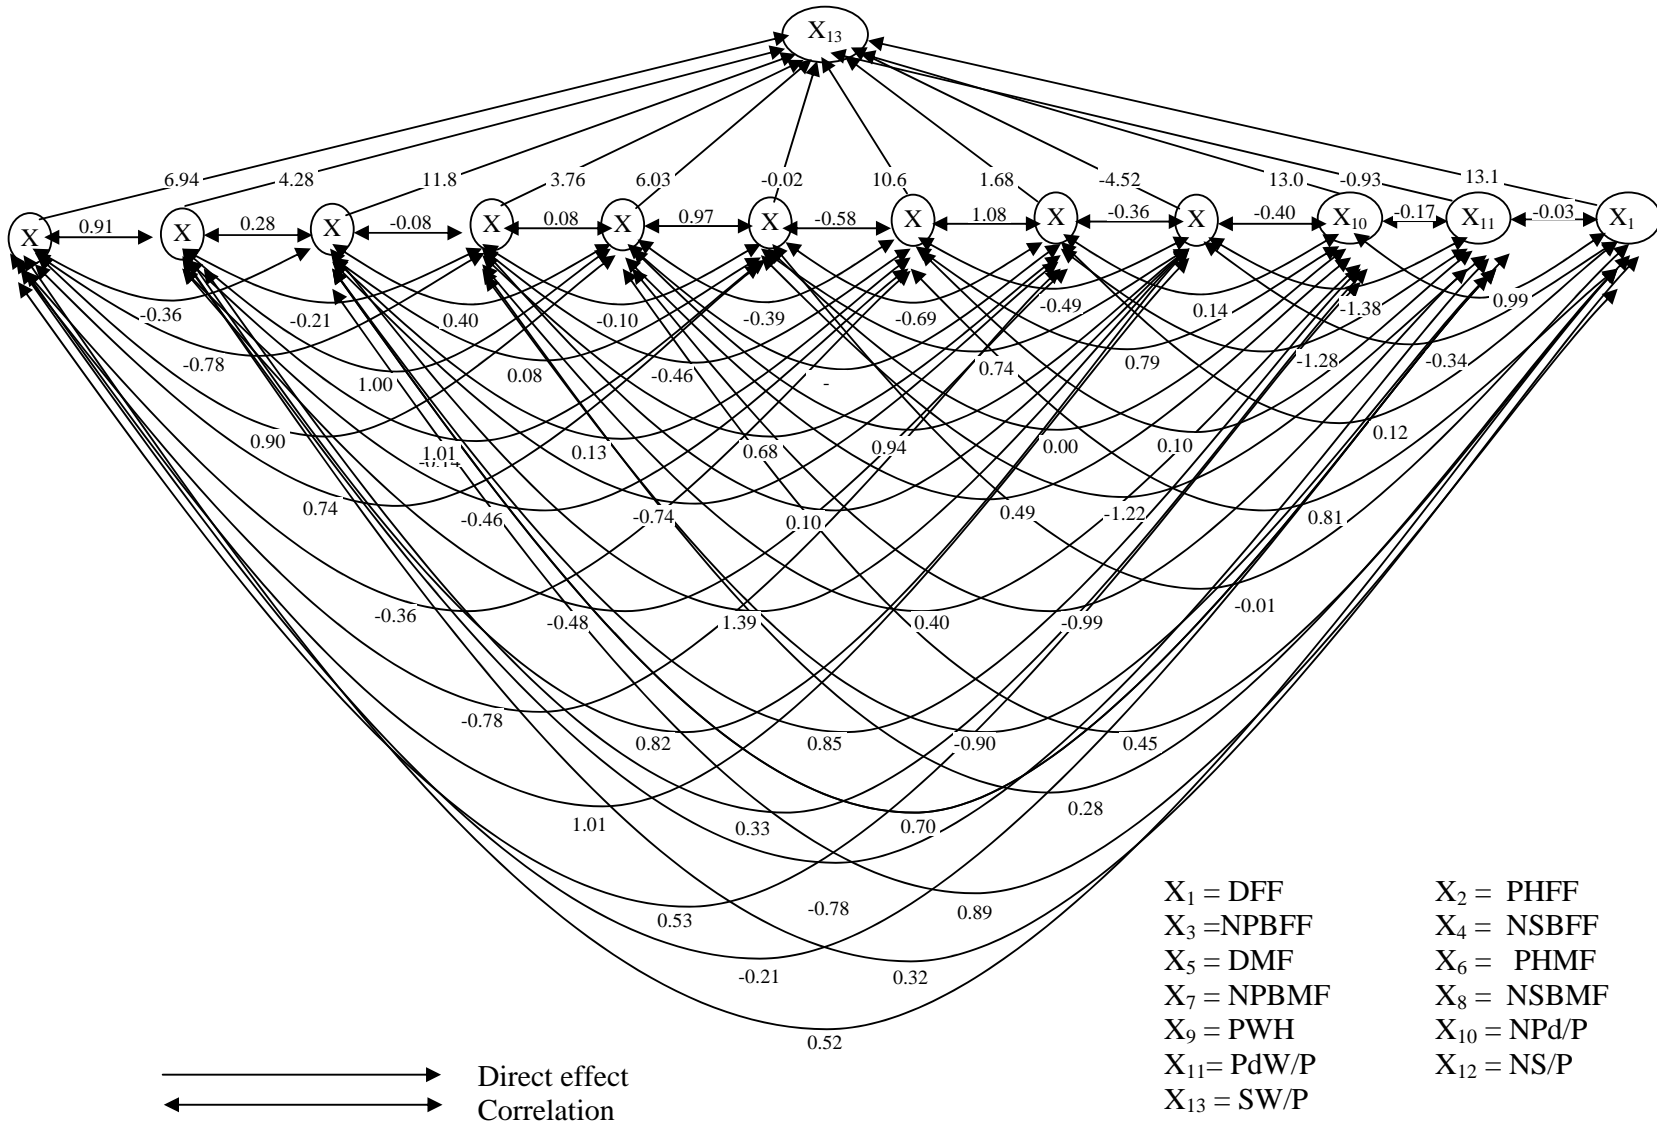 X13
6.94 4.28 11.8 3.76 6.03 -0.02 10.6 1.68 -4.52 13.0 -0.93 13.1
X 0.91 X 0.28 X -0.08 X 0.08 X 0.97 X -0.58 X 1.08 X -0.36 X -0.40 X10 -0.17 X11 -0.03 X1
-0.36 -0.21 0.40 -0.10 -0.39 -0.69 -0.49 0.14 -1.38 0.99
-0.78 1.00 0.08 -0.46 - 0.74 0.79 -1.28 -0.34
0.90 1.01 0.13 0.68 0.94 0.00 0.10 0.12
0.74 -0.46 -0.74 0.10 0.49 -1.22 0.81
-0.36 -0.48 1.39 0.40 -0.99 -0.01
-0.78 0.82 0.85 -0.90 0.45
1.01 0.33 0.70 0.28
0.53 -0.78 0.89
-0.21 0.32
0.52
X1 = DFF X2 = PHFF
X3 =NPBFF X4 = NSBFF
X5 = DMF X6 = PHMF
X7 = NPBMF X8 = NSBMF
X9 = PWH X10 = NPd/P
X11= PdW/P X12 = NS/P
X13 = SW/P
Direct effect
Correlation